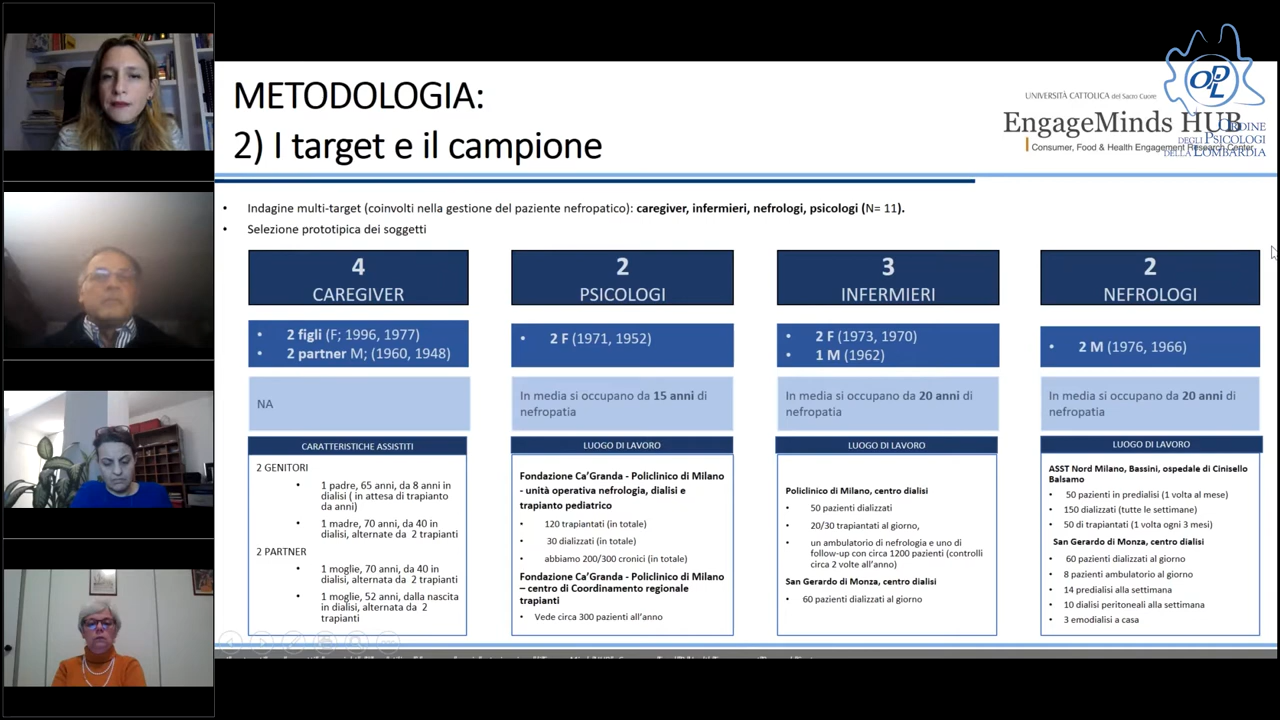 METODOLOGIA:
2) I target e il campione
UNIVERSITÀ CATTOLICA del Sacro Cuore
EngageMinds HUB
Consumer, Food & Health Engagement Research Center
OPL
ORDINE
DEGLI PSICOLOGI
DELLA LOMBARDIA
• Indagine multi-target (coinvolti nella gestione del paziente nefropatico): caregiver, infermieri, nefrologi, psicologi (N= 11).
• Selezione prototipica dei soggetti
4
CAREGIVER
• 2 figli (F; 1996, 1977)
• 2 partner M; (1960, 1948)
NA
CARATTERISTICHE ASSISTITI
2 GENITORI
• 1 padre, 65 anni, da 8 anni in
dialisi ( in attesa di trapianto
da anni)
• 1 madre, 70 anni, da 40 in
dialisi, alternate da 2 trapianti
2 PARTNER
• 1 moglie, 70 anni, da 40 in
dialisi, alternata da 2 trapianti
• 1 moglie, 52 anni, dalla nascita
in dialisi, alternata da 2
trapianti
2
PSICOLOGI
• 2 F (1971, 1952)
In media si occupano da 15 anni di
nefropatia
LUOGO DI LAVORO
Fondazione Ca'Granda - Policlinico di Milano
- unità operativa nefrologia, dialisi e
trapianto pediatrico
• 120 trapiantati (in totale)
• 30 dializzati (in totale)
• abbiamo 200/300 cronici (in totale)
Fondazione Ca'Granda - Policlinico di Milano
– centro di Coordinamento regionale
trapianti
• Vede circa 300 pazienti all'anno
3
INFERMIERI
• 2 F (1973, 1970)
• 1 M (1962)
In media si occupano da 20 anni di
nefropatia
LUOGO DI LAVORO
Policlinico di Milano, centro dialisi
• 50 pazienti dializzati
• 20/30 trapiantati al giorno,
• un ambulatorio di nefrologia e uno di
follow-up con circa 1200 pazienti (controlli
circa 2 volte all'anno)
San Gerardo di Monza, centro dialisi
• 60 pazienti dializzati al giorno
2
NEFROLOGI
• 2 M (1976, 1966)
In media si occupano da 20 anni di
nefropatia
LUOGO DI LAVORO
ASST Nord Milano, Bassini, ospedale di Cinisello
Balsamo
• 50 pazienti in predialisi (1 volta al mese)
• 150 dializzati (tutte le settimane)
• 50 di trapiantati (1 volta ogni 3 mesi)
San Gerardo di Monza, centro dialisi
• 60 pazienti dializzati al giorno
• 8 pazienti ambulatorio al giorno
• 14 predialisi alla settimana
• 10 dialisi peritoneali alla settimana
• 3 emodialisi a casa